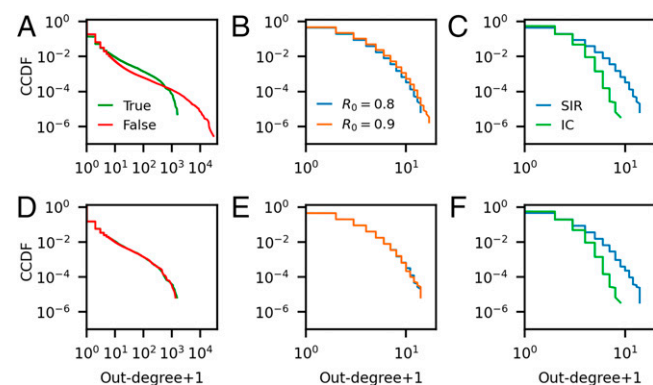 A B C
10^0 10^0 10^0
10^-2 10^-2 10^-2
CCDF
10^-4 10^-4 10^-4
True R_0 = 0.8 SIR
False R_0 = 0.9 IC
10^-6 10^-6 10^-6
10^0 10^1 10^2 10^3 10^4 10^0 10^1 10^0 10^1
D E F
10^0 10^0 10^0
10^-2 10^-2 10^-2
CCDF
10^-4 10^-4 10^-4
10^-6 10^-6 10^-6
10^0 10^1 10^2 10^3 10^4 10^0 10^1 10^0 10^1
Out-degree+1 Out-degree+1 Out-degree+1